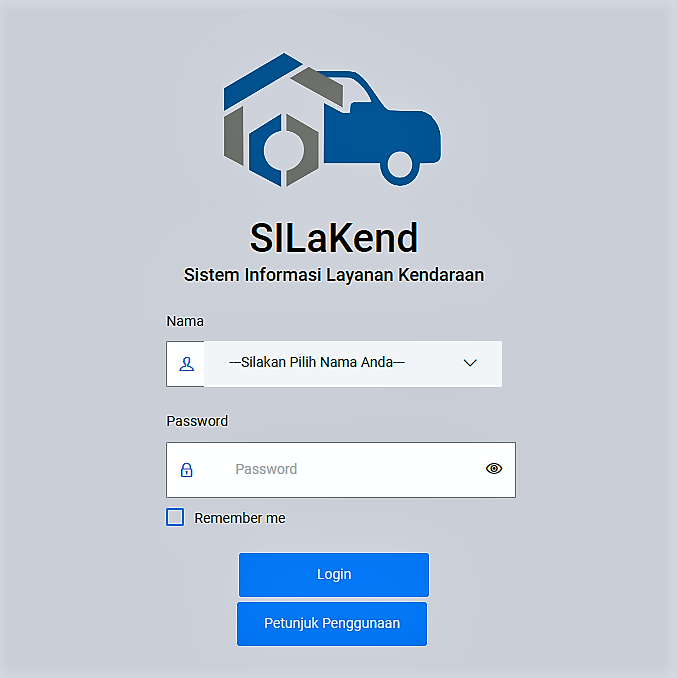 SILaKend
Sistem Informasi Layanan Kendaraan
Nama
---Silakan Pilih Nama Anda---
Password
Password
Remember me
Login
Petunjuk Penggunaan